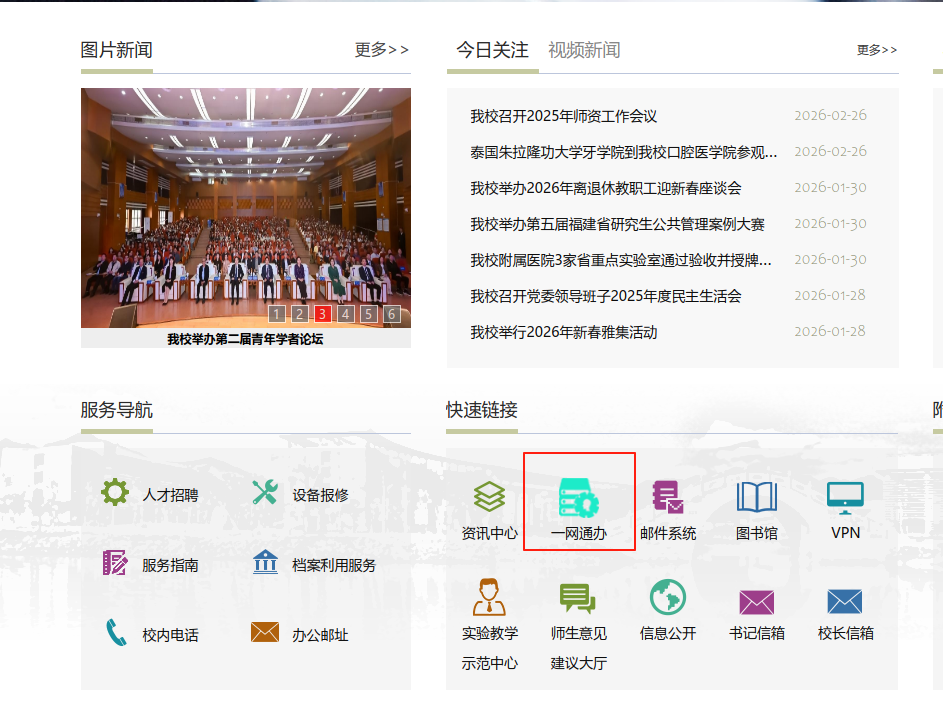 图片新闻
更多>>
今日关注
视频新闻
更多>>
我校举办第二届青年学者论坛
1 2 3 4 5 6
我校召开2025年师资工作会议 2026-02-26
泰国朱拉隆功大学牙学院到我校口腔医学院参观... 2026-02-26
我校举办2026年离退休教职工迎新春座谈会 2026-01-30
我校举办第五届福建省研究生公共管理案例大赛 2026-01-30
我校附属医院3家省重点实验室通过验收并授牌... 2026-01-30
我校召开党委领导班子2025年度民主生活会 2026-01-28
我校举行2026年新春雅集活动 2026-01-28
服务导航
人才招聘
设备报修
服务指南
档案利用服务
校内电话
办公邮址
快速链接
资讯中心
一网通办
邮件系统
图书馆
VPN
实验教学
示范中心
师生意见
建议大厅
信息公开
书记信箱
校长信箱